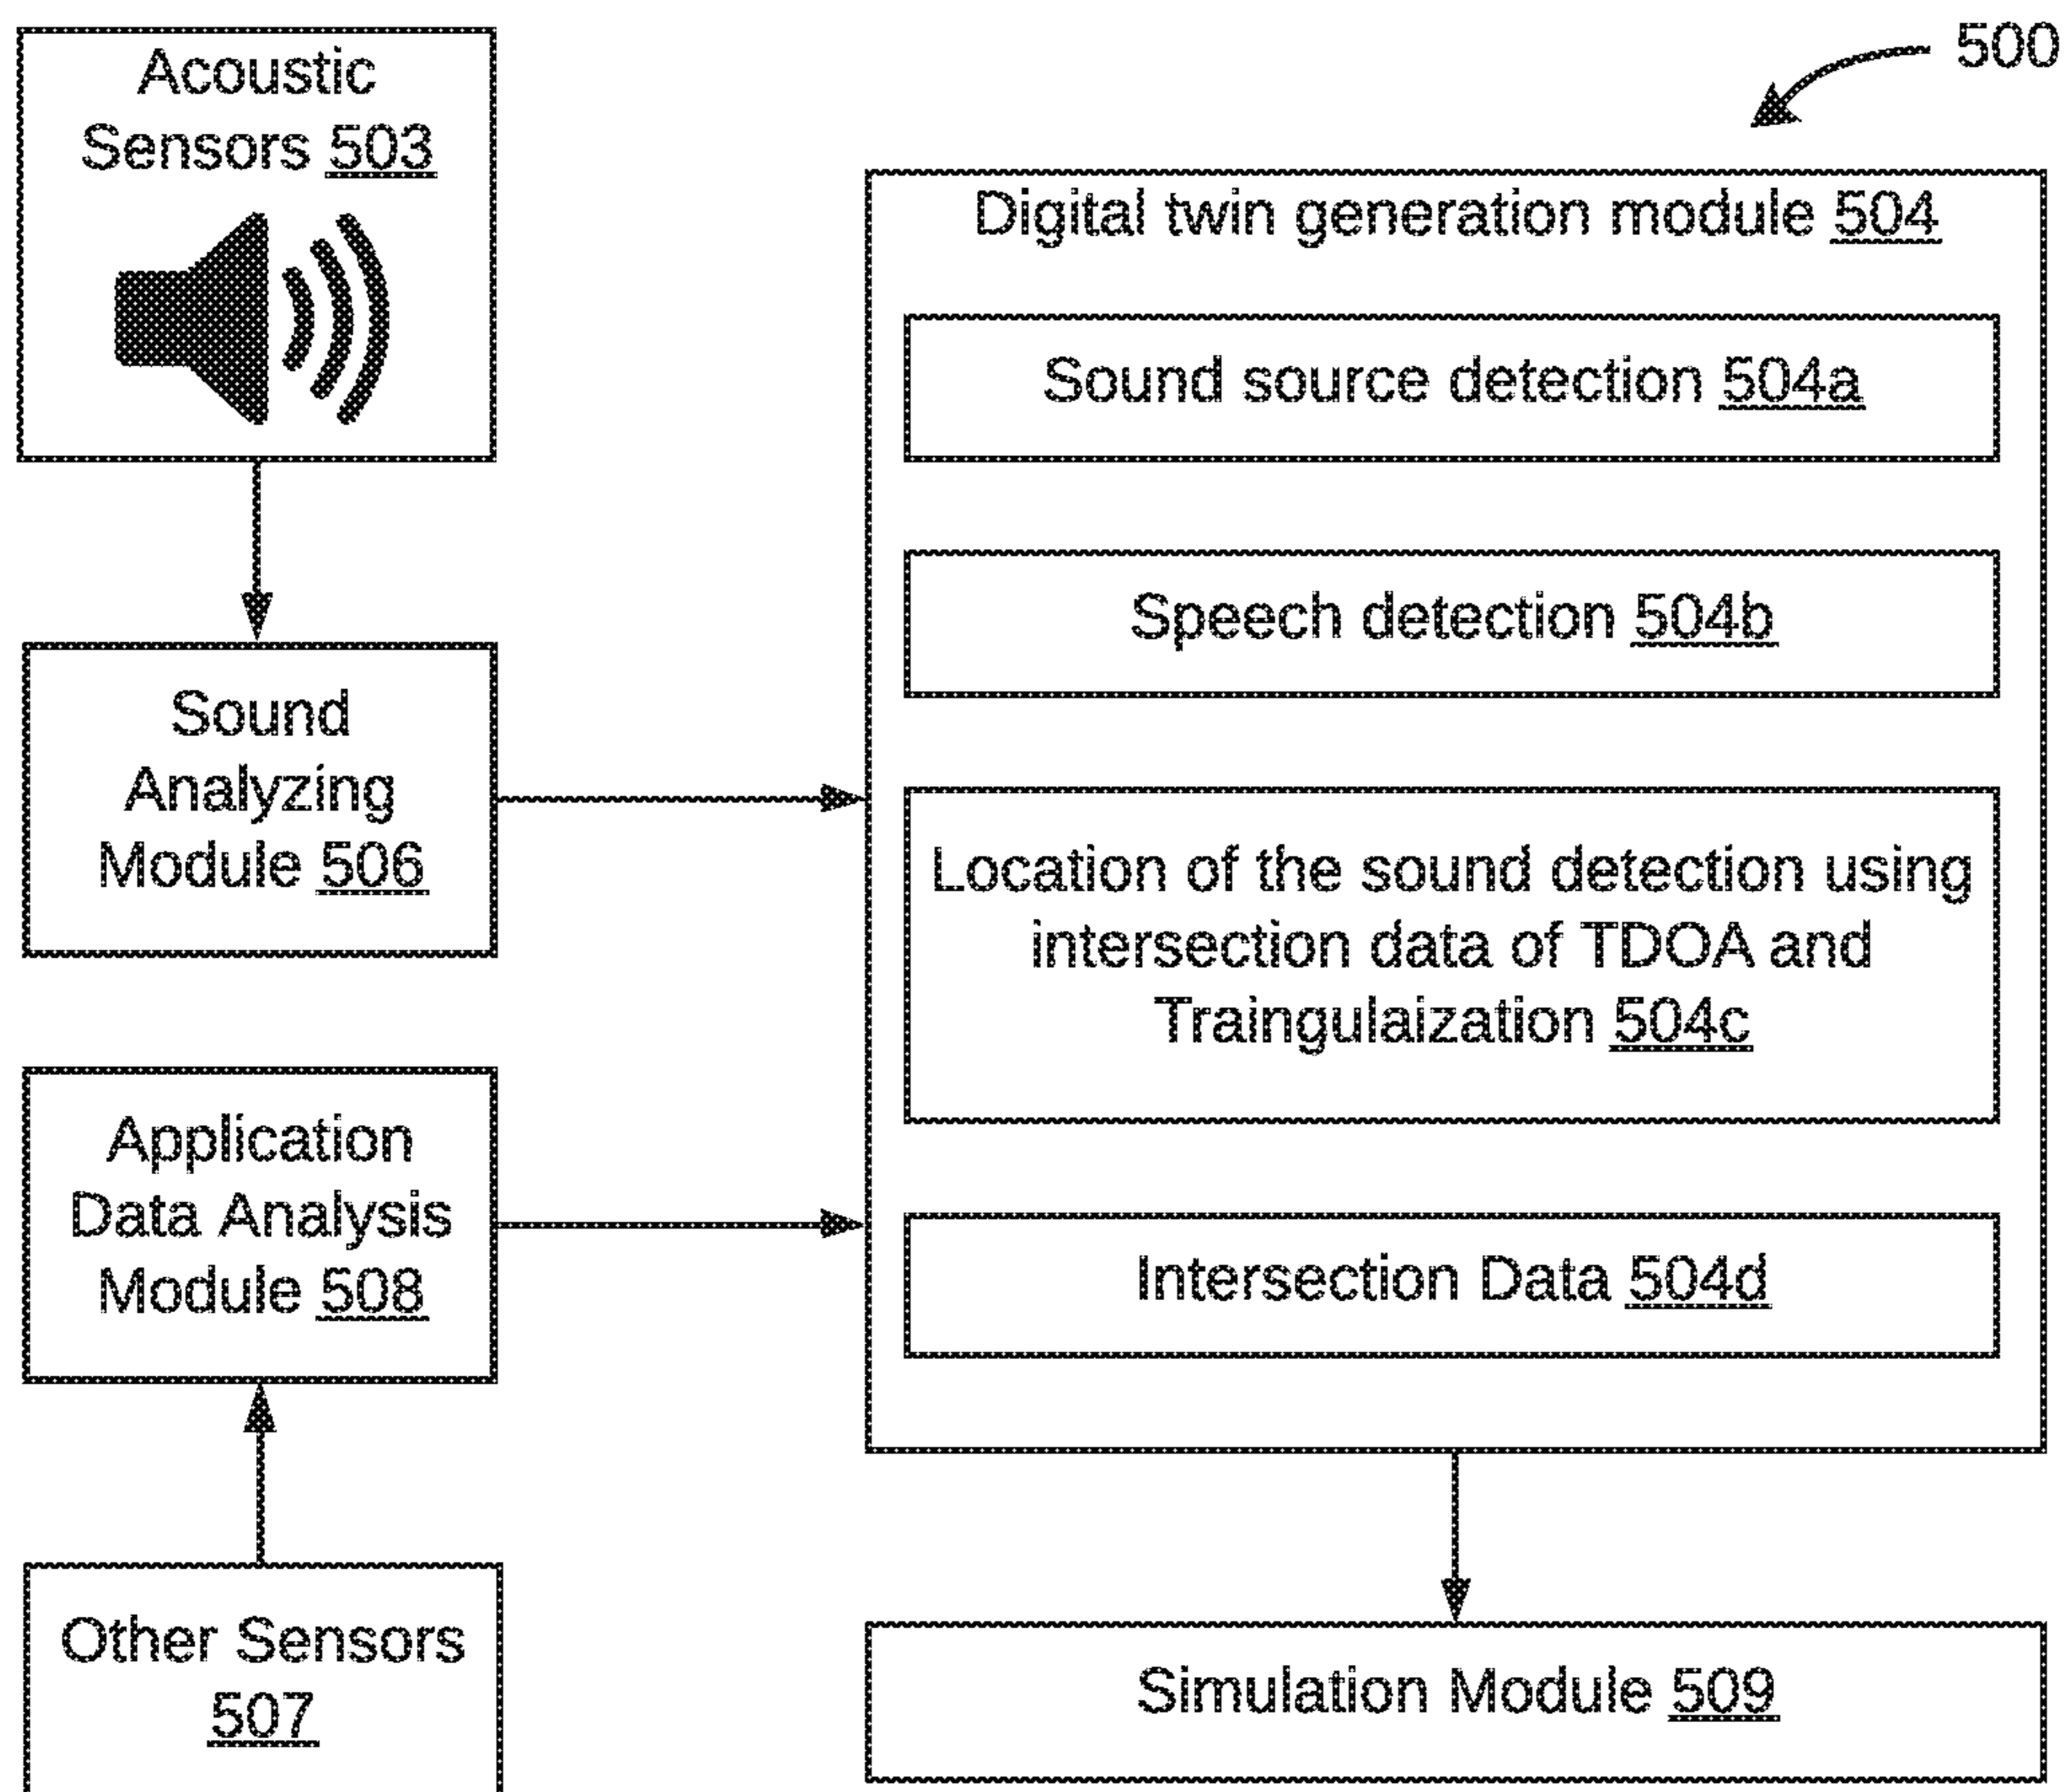 Acoustic
Sensors 503
500
Digital twin generation module 504
Sound source detection 504a
Speech detection 504b
Sound
Analyzing
Module 506
Location of the sound detection using
intersection data of TDOA and
Traingulaization 504c
Application
Data Analysis
Module 508
Intersection Data 504d
Other Sensors
507
Simulation Module 509